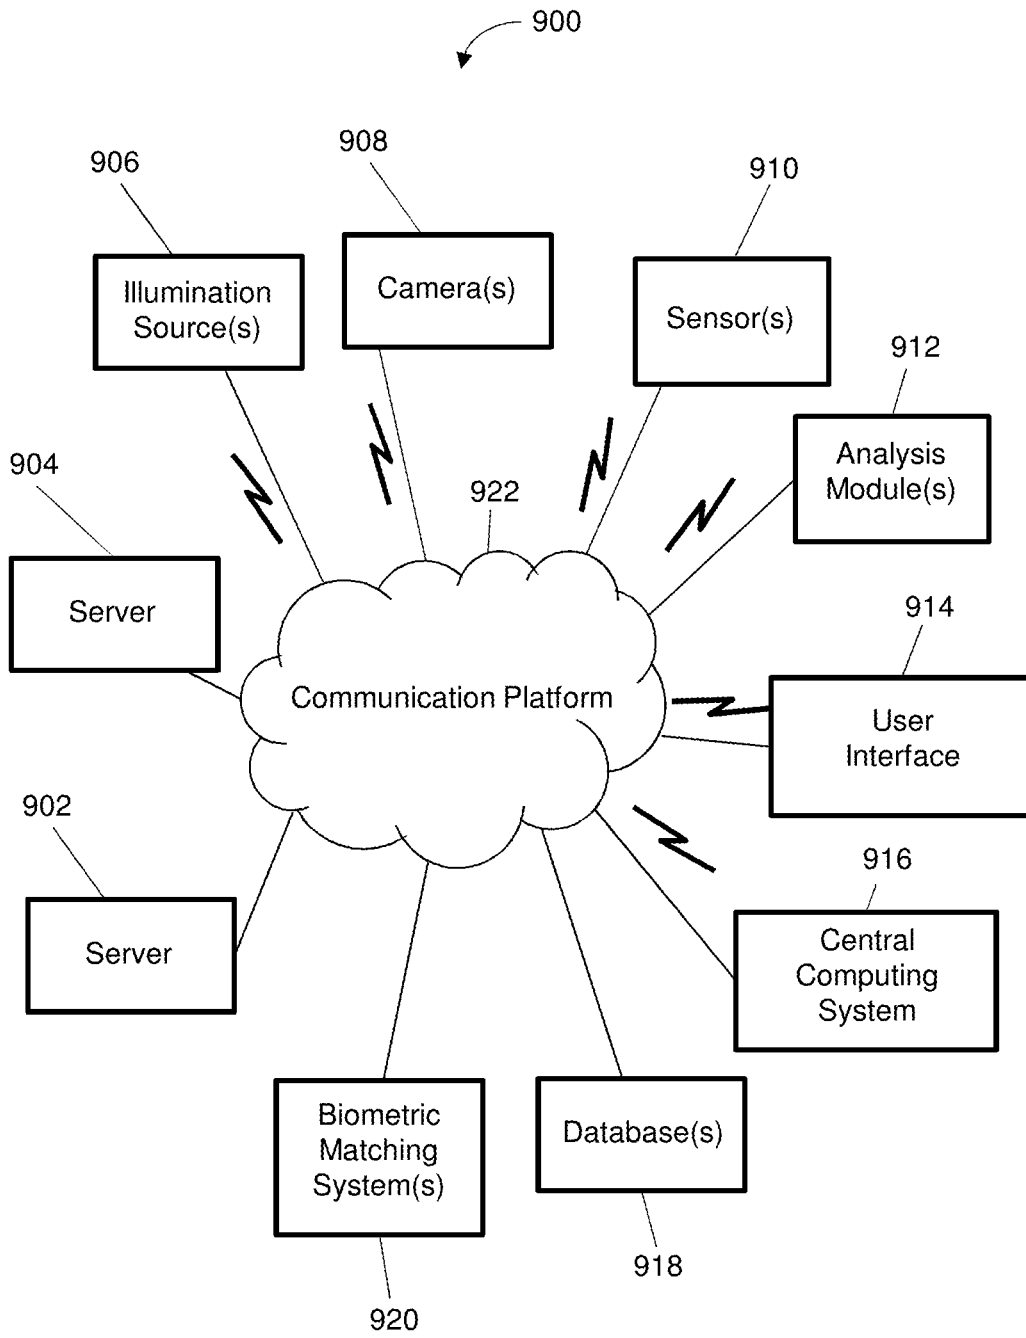 900
908
906
910
Illumination
Source(s)
Camera(s)
Sensor(s)
912
904
Analysis
Module(s)
922
Server
914
Communication Platform
User
Interface
902
916
Server
Central
Computing
System
Biometric
Matching
System(s)
Database(s)
918
920